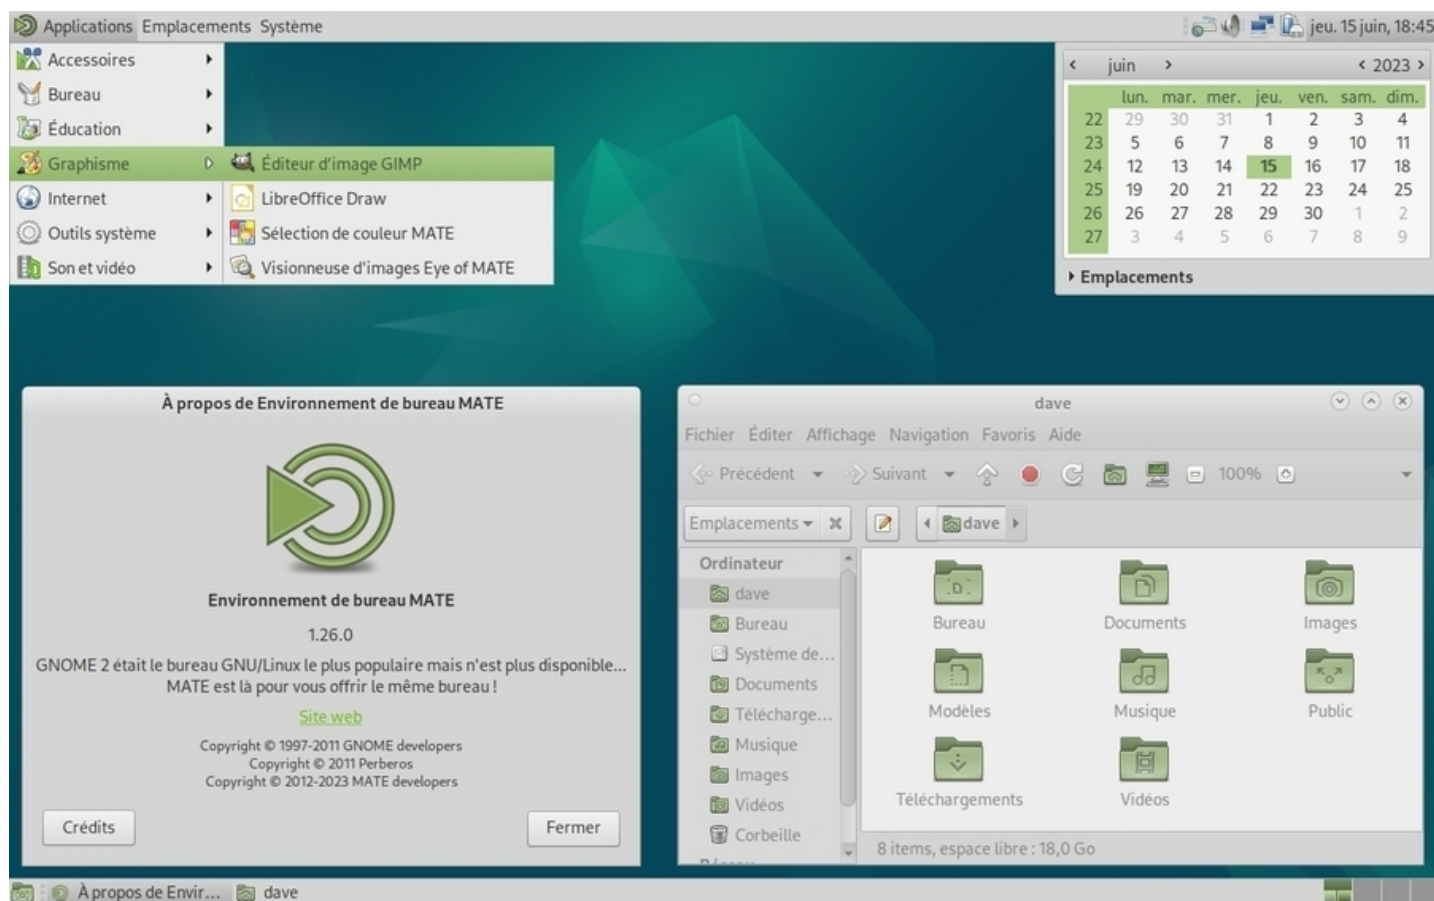 Applications Emplacements Système
jeu. 15 juin, 18:45
Accessoires
Bureau
Éducation
Graphisme
Internet
Outils système
Son et vidéo
Éditeur d'image GIMP
LibreOffice Draw
Sélection de couleur MATE
Visionneuse d'images Eye of MATE
juin 2023
lun. mar. mer. jeu. ven. sam. dim.
22 29 30 31 1 2 3 4
23 5 6 7 8 9 10 11
24 12 13 14 15 16 17 18
25 19 20 21 22 23 24 25
26 26 27 28 29 30 1 2
27 3 4 5 6 7 8 9
Emplacements
À propos de Environnement de bureau MATE
Environnement de bureau MATE
1.26.0
GNOME 2 était le bureau GNU/Linux le plus populaire mais n'est plus disponible...
MATE est là pour vous offrir le même bureau !
Site web
Copyright © 1997-2011 GNOME developers
Copyright © 2011 Perberos
Copyright © 2012-2023 MATE developers
Crédits
Fermer
dave
Fichier Éditer Affichage Navigation Favoris Aide
Précédent Suivant 100%
Emplacements dave
Ordinateur
dave
Bureau
Système de...
Documents
Télécharge...
Musique
Images
Vidéos
Corbeille
Bureau Documents Images
Modèles Musique Public
Téléchargements Vidéos
8 items, espace libre : 18,0 Go
À propos de Envir... dave